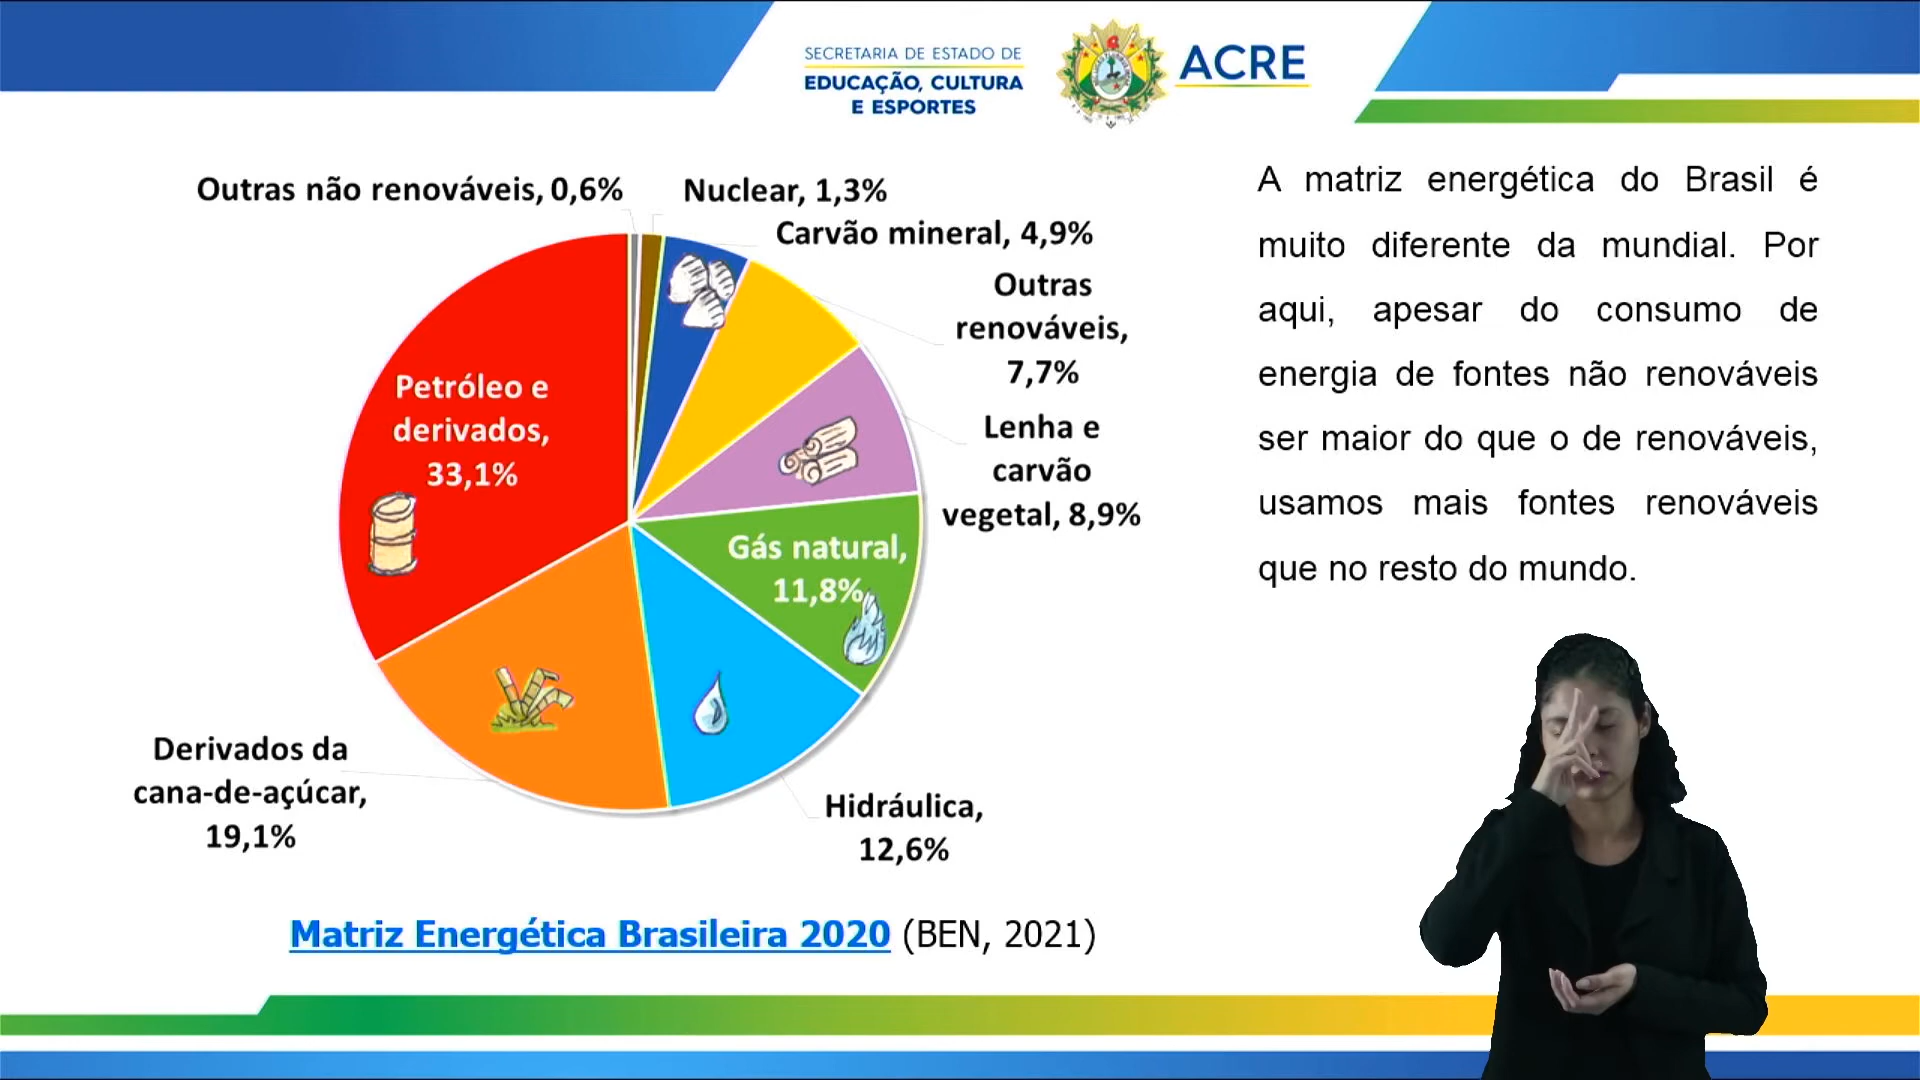 SECRETARIA DE ESTADO DE
EDUCAÇÃO, CULTURA
E ESPORTES
ACRE
Outras não renováveis, 0,6%
Nuclear, 1,3%
Carvão mineral, 4,9%
Outras
renováveis,
7,7%
Lenha e
carvão
vegetal, 8,9%
Gás natural,
11,8%
Hidráulica,
12,6%
Derivados da
cana-de-açúcar,
19,1%
Petróleo e
derivados,
33,1%
Matriz Energética Brasileira 2020 (BEN, 2021)
A matriz energética do Brasil é
muito diferente da mundial. Por
aqui, apesar do consumo de
energia de fontes não renováveis
ser maior do que o de renováveis,
usamos mais fontes renováveis
que no resto do mundo.